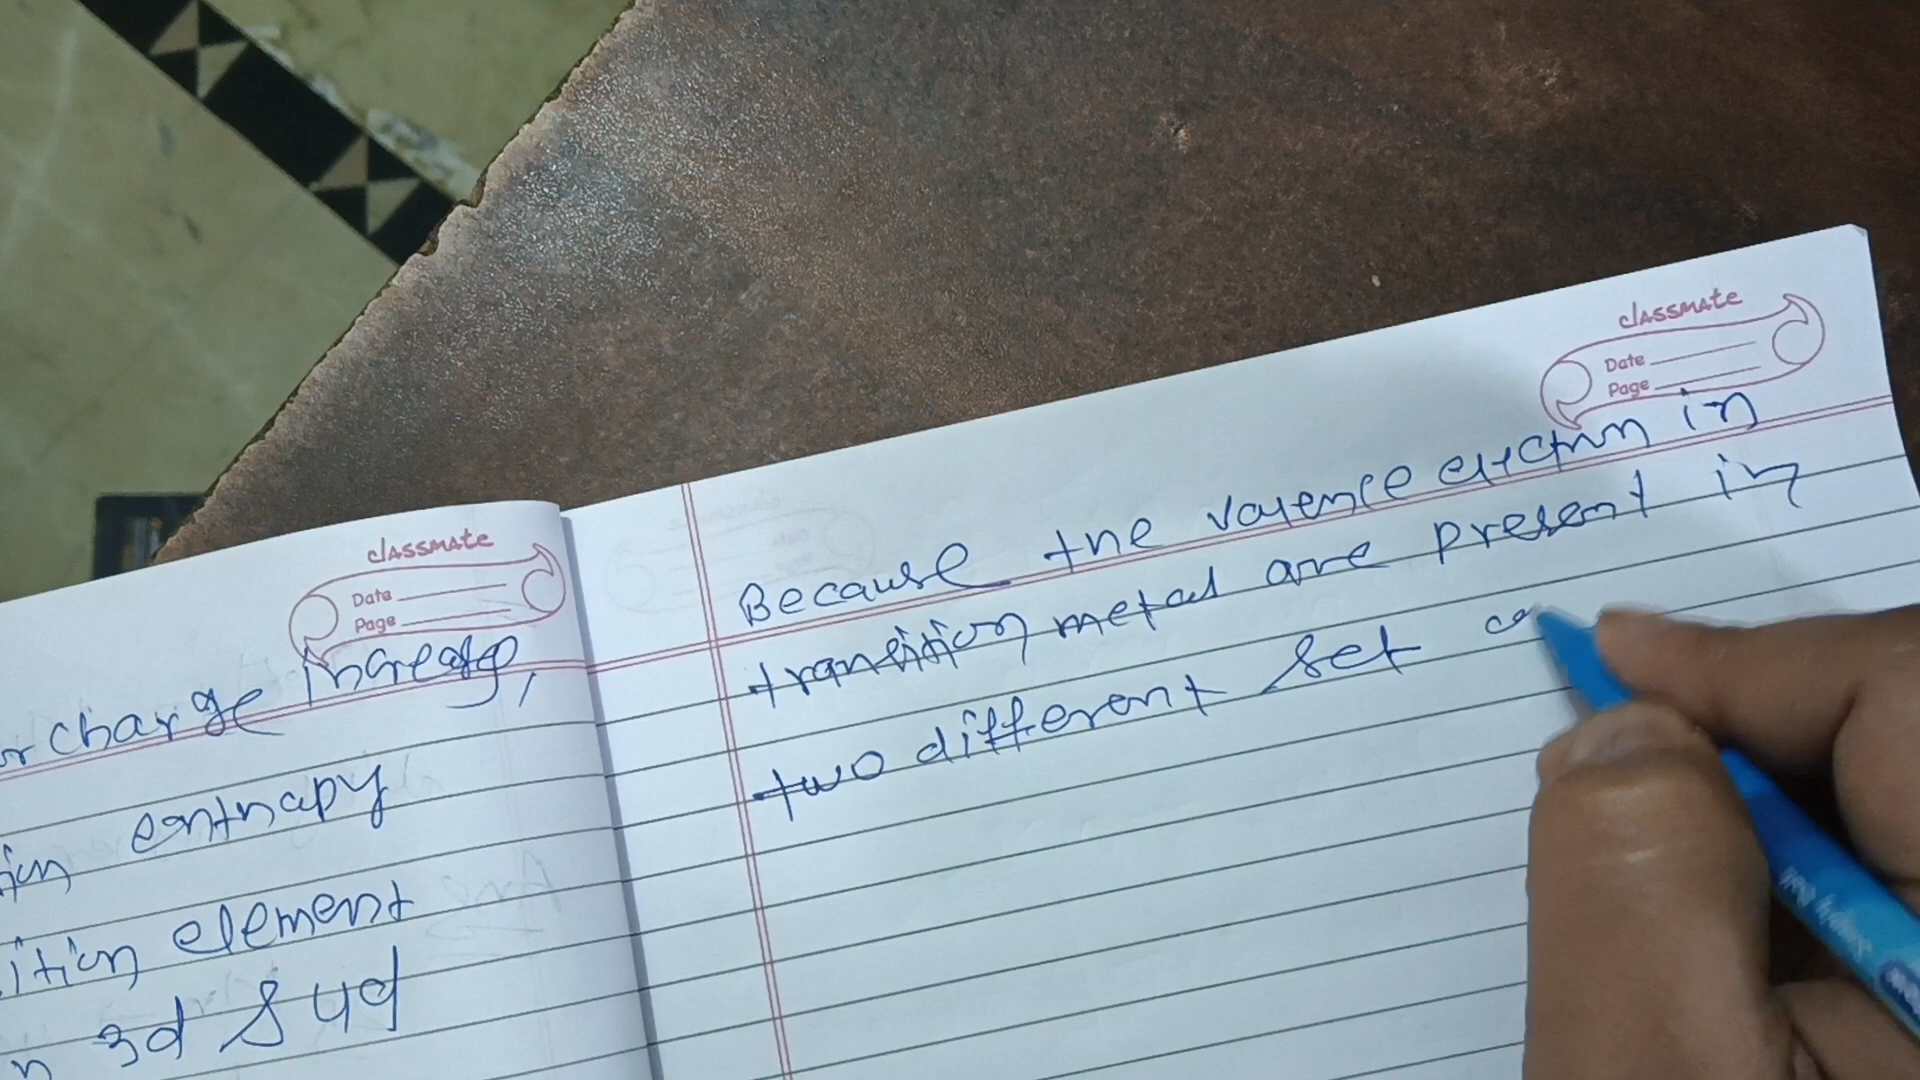 classmate
Date
Page
charge increase,
enthapy
element
3d & 4d
classmate
Date
Page
Because the valence electron in
transition metal are present in
two different set o